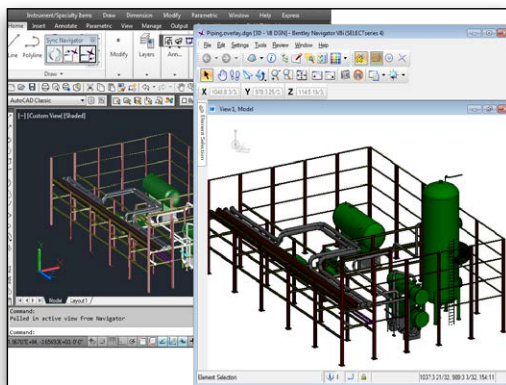 Instrument/Specialty Items Draw Dimension Modify Parametric Window Help Express
Home Insert Annotate Parametric View Manage Output
Sync Navigator
Line Polyline
Modify Layers Ann...
Draw
AutoCAD Classic
[−] [Custom View] [Shaded]
Model Layout1
Command:
Pulled in active view from Navigator
Command:
Piping.overlay.dgn [3D - V8 DGN] - Bentley Navigator V8i (SELECTseries 4)
File Edit Settings Tools Review Window Help
X Y Z
View 1, Model
Element Selection
Element Selection